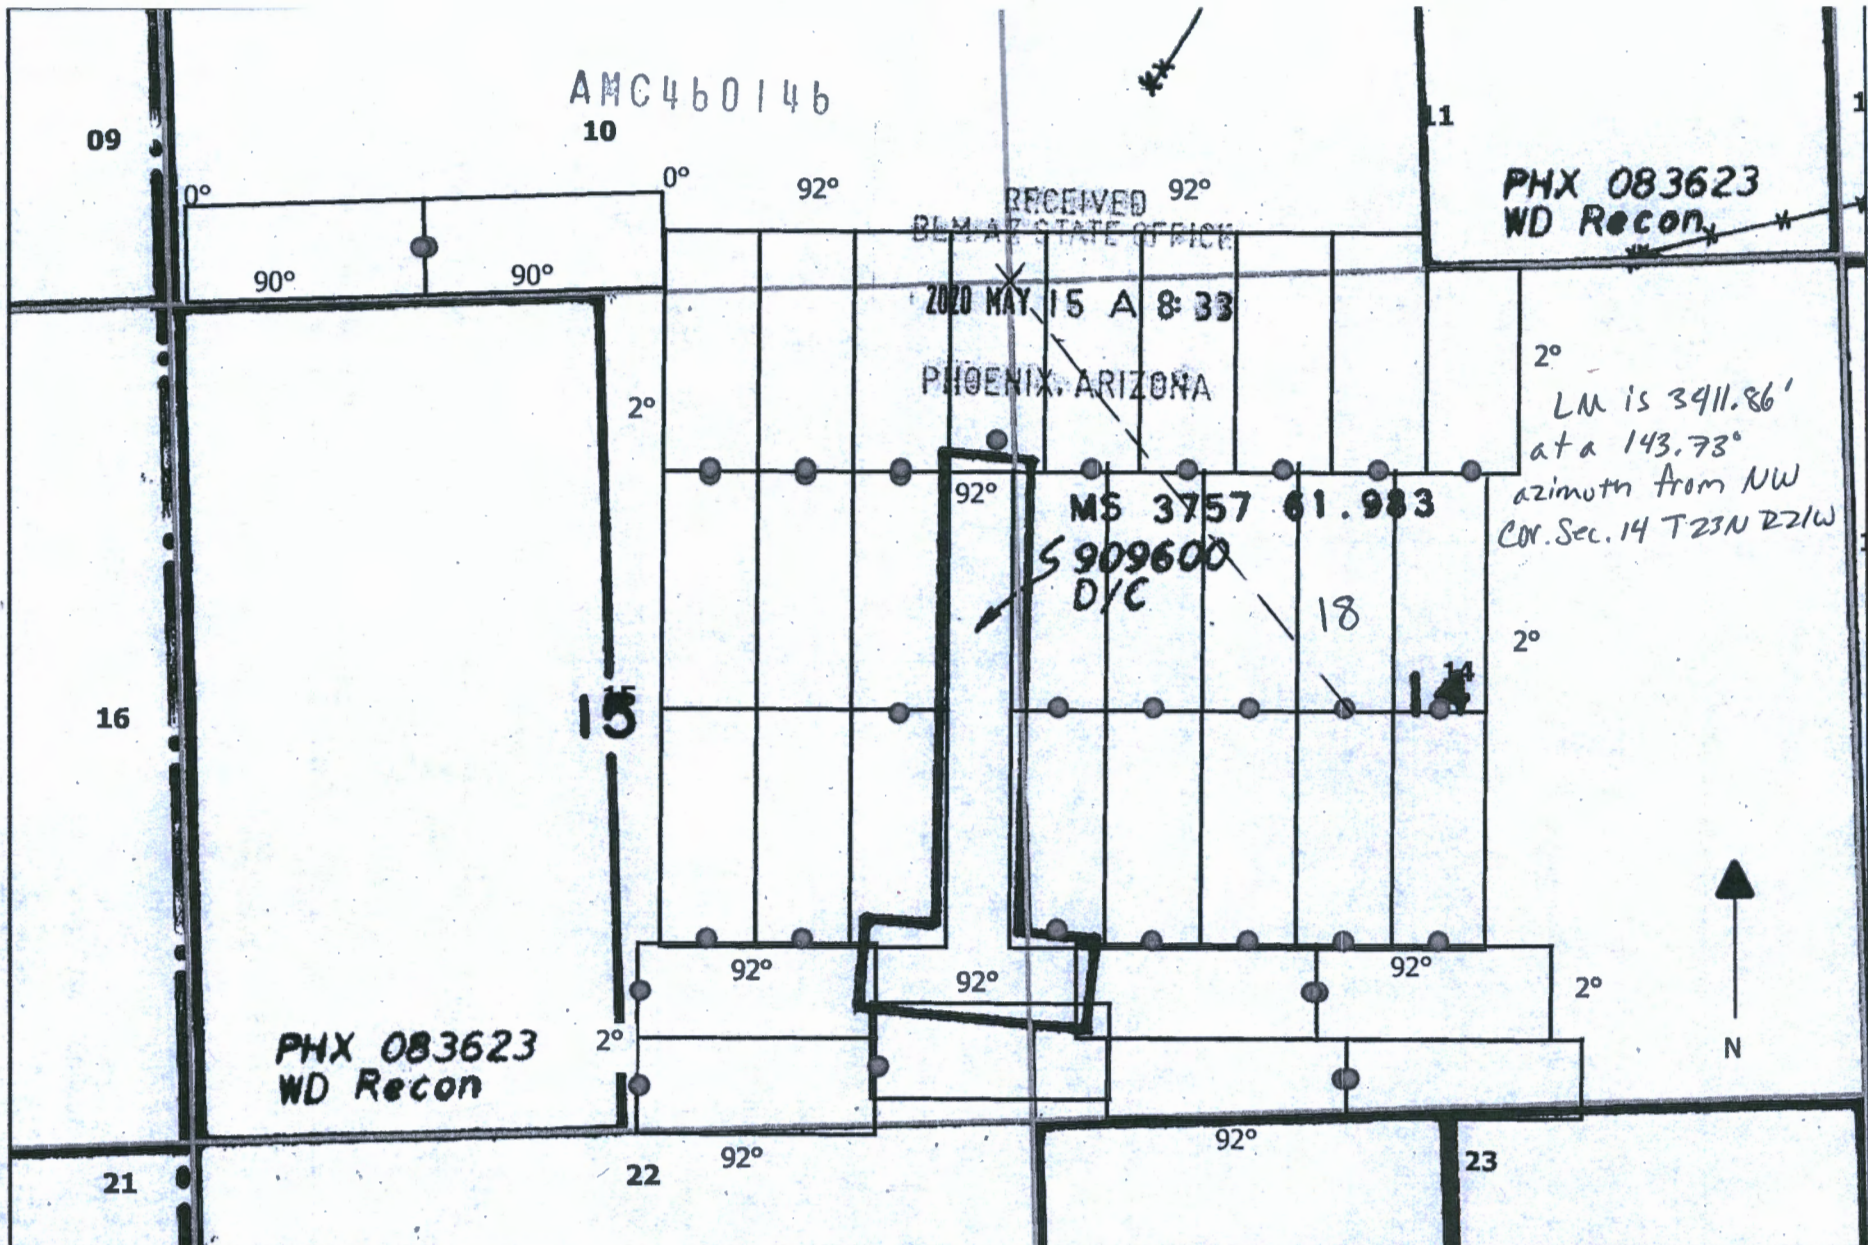 AMC460146
09
10
11
0°
0°
92°
92°
RECEIVED
BLM AZ STATE OFFICE
PHX 083623
WD Recon
90°
90°
2020 MAY 15 A 8:33
PHOENIX, ARIZONA
2°
2°
LM is 3411.86'
at a 143.73°
azimuth from NW
Cor. Sec. 14 T23N R21W
92°
MS 3757 61.983
S 909600
D/C
18
2°
14
14
15
15
16
92°
92°
92°
2°
PHX 083623
WD Recon
2°
N
92°
92°
21
22
23